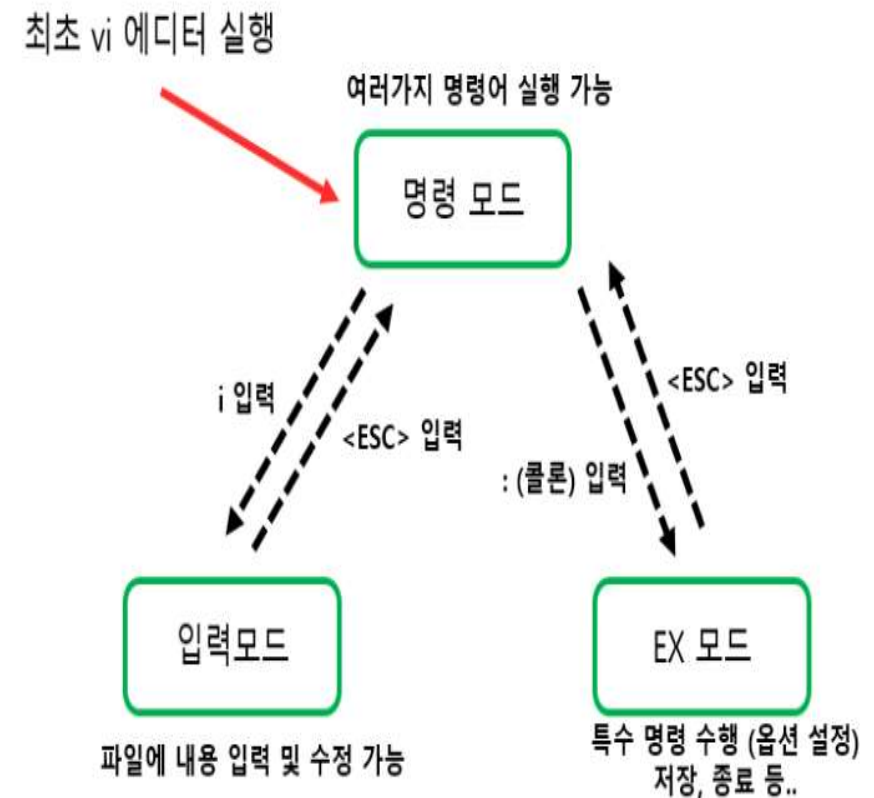 최초 vi 에디터 실행
여러가지 명령어 실행 가능
명령 모드
<ESC> 입력
i 입력
<ESC> 입력
: (콜론) 입력
입력모드
EX 모드
파일에 내용 입력 및 수정 가능
특수 명령 수행 (옵션 설정)
저장, 종료 등..